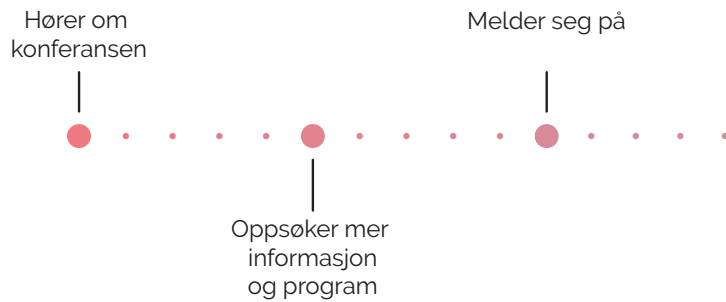 Hører om
konferansen
Oppsøker mer
informasjon
og program
Melder seg på